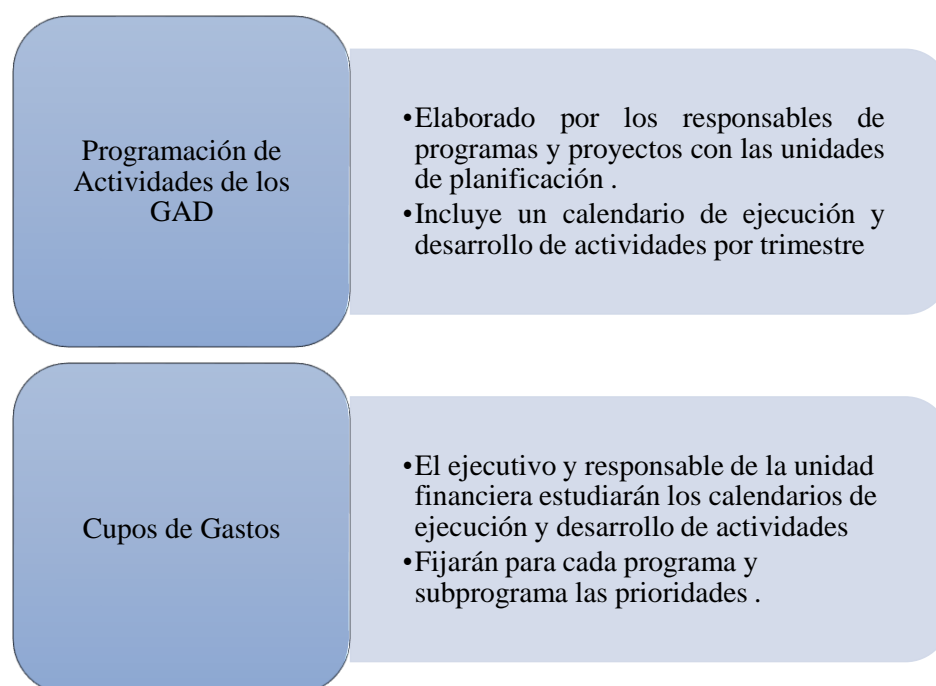 Programación de
Actividades de los
GAD
•Elaborado por los responsables de
programas y proyectos con las unidades
de planificación .
•Incluye un calendario de ejecución y
desarrollo de actividades por trimestre
Cupos de Gastos
•El ejecutivo y responsable de la unidad
financiera estudiarán los calendarios de
ejecución y desarrollo de actividades
•Fijarán para cada programa y
subprograma las prioridades .